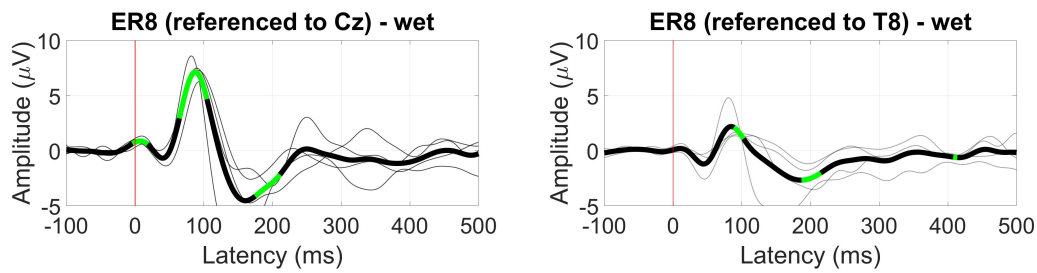 ER8 (referenced to Cz) - wet
Amplitude (μV)
10
5
0
-5
-100 0 100 200 300 400 500
Latency (ms)
ER8 (referenced to T8) - wet
Amplitude (μV)
10
5
0
-5
-100 0 100 200 300 400 500
Latency (ms)